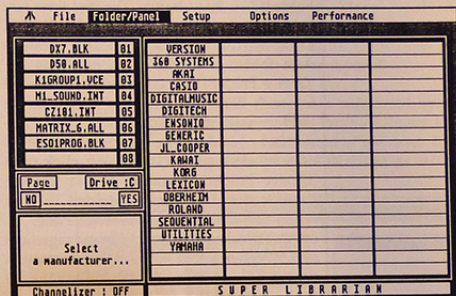 File Folder/Panel Setup Options Performance
DX7.BLK 01
D50.ALL 02
K1GROUP1.VCE 03
M1_SOUND.INT 04
CZ101.INT 05
MATRIX_6.ALL 06
ESQ1PROG.BLK 07
08
Page Drive :C
NO YES
Select
a manufacturer...
Channelizer : OFF
VERSION
360 SYSTEMS
AKAI
CASIO
DIGITALMUSIC
DIGITECH
ENSONIQ
GENERIC
JL_COOPER
KAWAI
KORG
LEXICON
OBERHEIM
ROLAND
SEQUENTIAL
UTILITIES
YAMAHA
SUPER LIBRARIAN